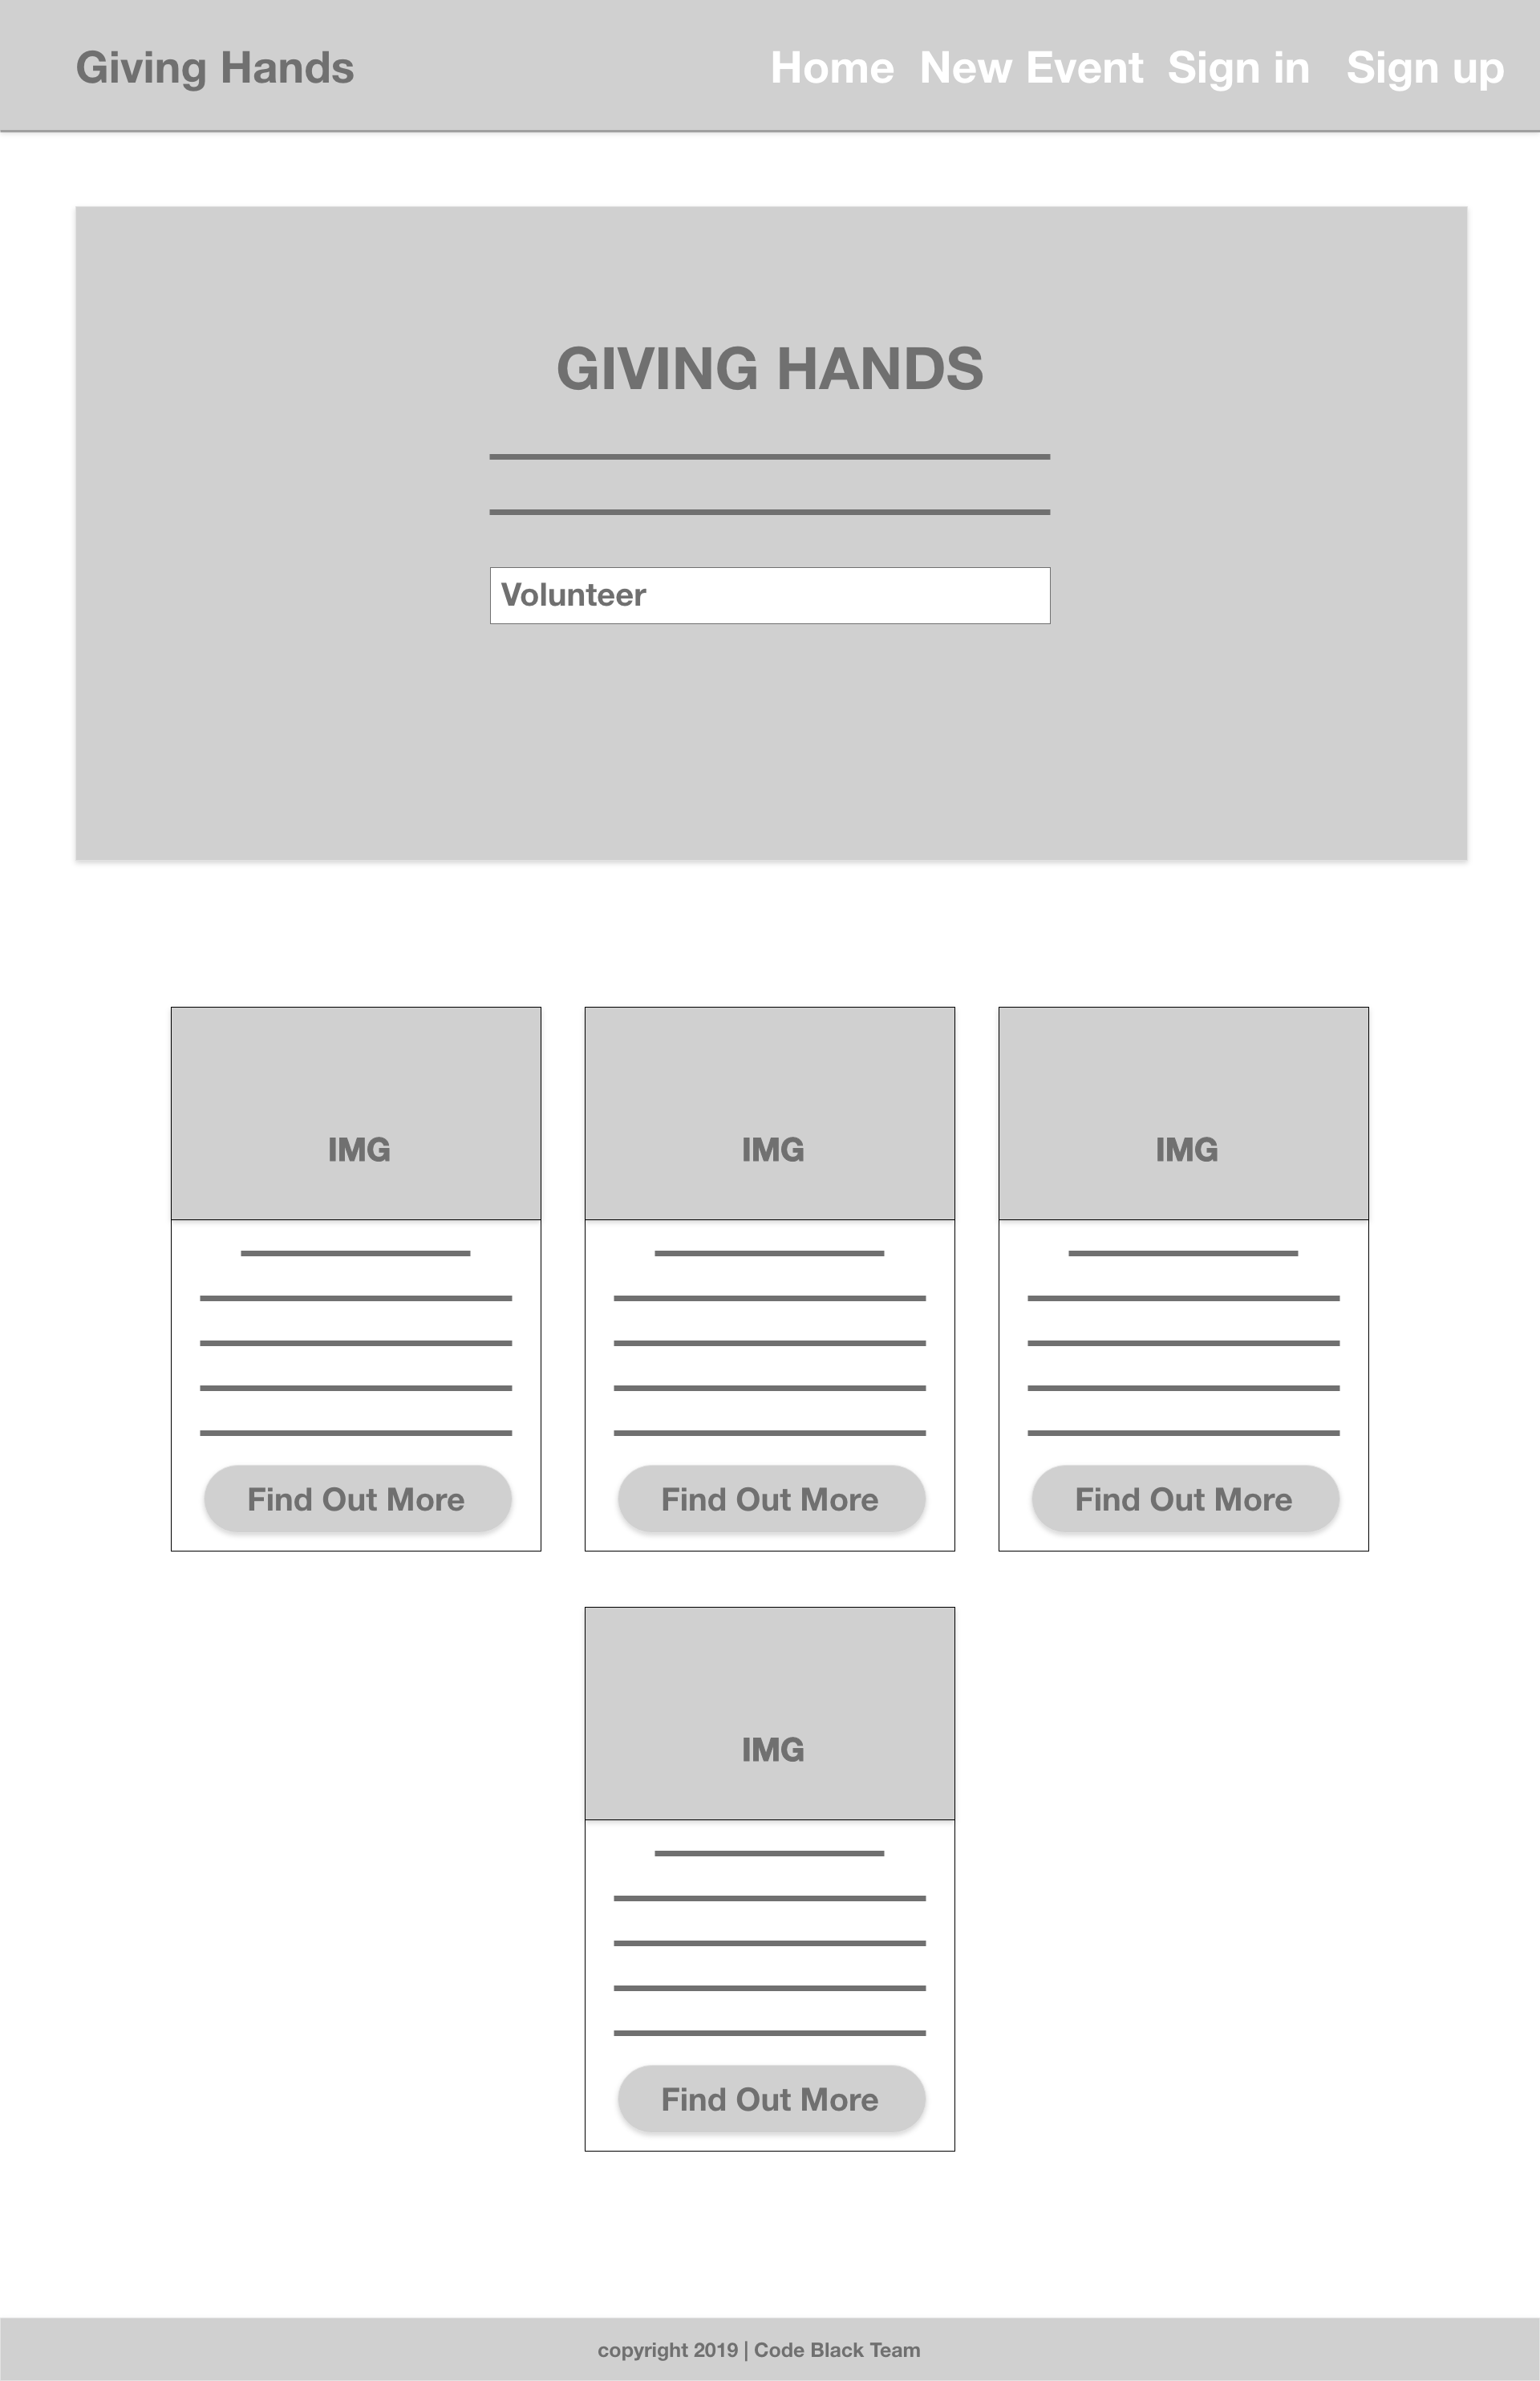 Giving Hands Home New Event Sign in Sign up
GIVING HANDS
Volunteer
IMG IMG IMG
Find Out More Find Out More Find Out More
IMG
Find Out More
copyright 2019 | Code Black Team